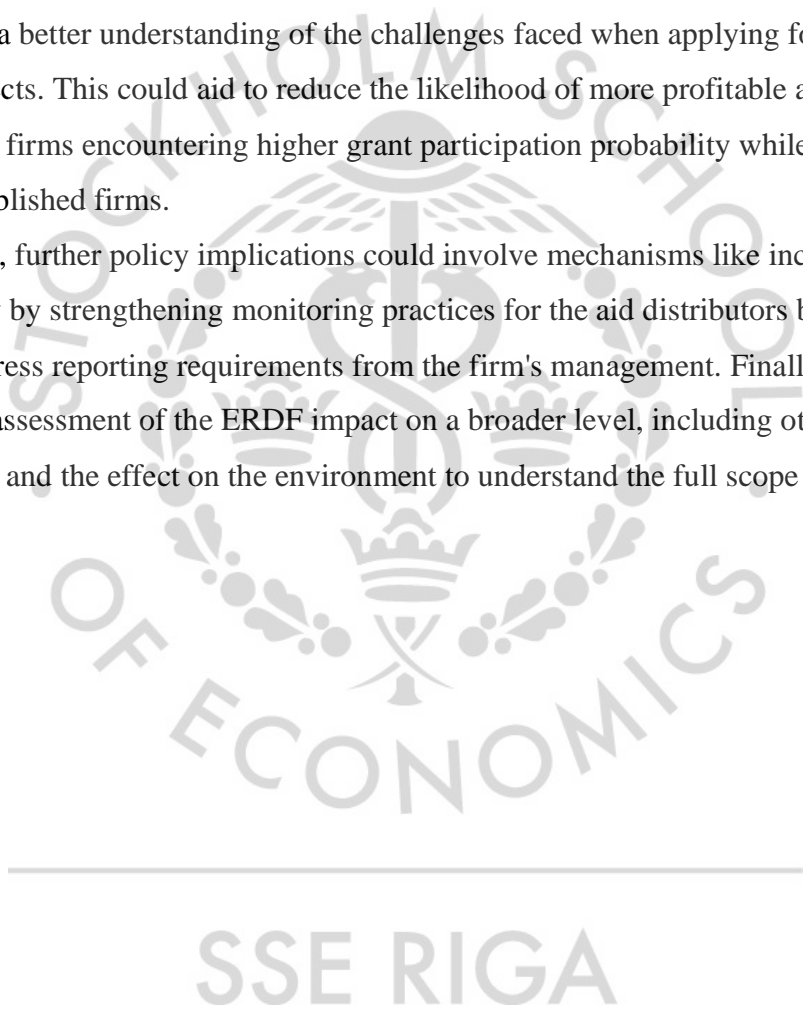 a better understanding of the challenges faced when applying fo
cts. This could aid to reduce the likelihood of more profitable a
firms encountering higher grant participation probability while
blished firms.
, further policy implications could involve mechanisms like inc
by strengthening monitoring practices for the aid distributors b
ress reporting requirements from the firm's management. Finall
assessment of the ERDF impact on a broader level, including ot
and the effect on the environment to understand the full scope
STOCKHOLM SCHOOL
OF ECONOMICS
SSE RIGA